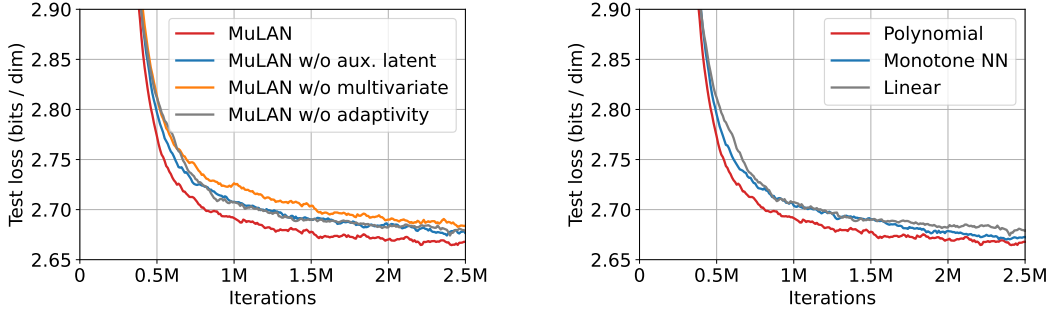 2.90
2.85
2.80
2.75
2.70
2.65
Test loss (bits / dim)
MuLAN
MuLAN w/o aux. latent
MuLAN w/o multivariate
MuLAN w/o adaptivity
0
0.5M
1M
1.5M
2M
2.5M
Iterations
2.90
2.85
2.80
2.75
2.70
2.65
Test loss (bits / dim)
Polynomial
Monotone NN
Linear
0
0.5M
1M
1.5M
2M
2.5M
Iterations